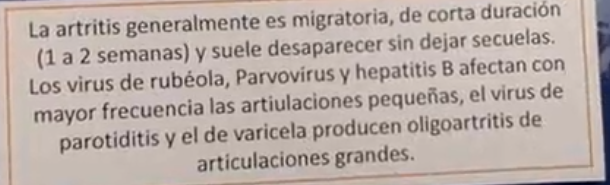 La artritis generalmente es migratoria, de corta duración
(1 a 2 semanas) y suele desaparecer sin dejar secuelas.
Los virus de rubéola, Parvovirus y hepatitis B afectan con
mayor frecuencia las artiulaciones pequeñas, el virus de
parotiditis y el de varicela producen oligoartritis de
articulaciones grandes.